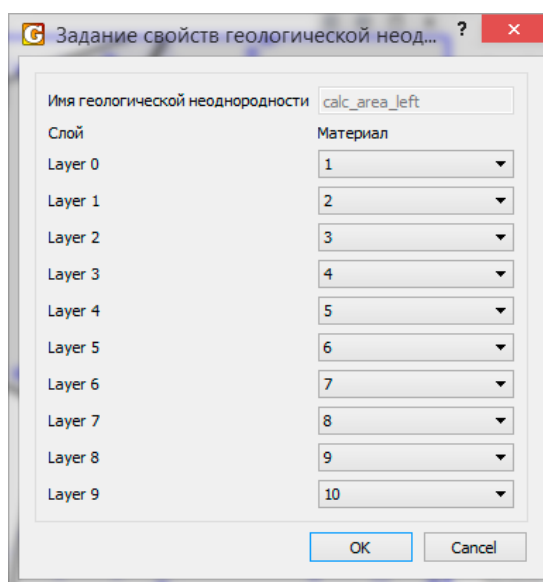 Задание свойств геологической неод... ? ×
Имя геологической неоднородности calc_area_left
Слой Материал
Layer 0 1
Layer 1 2
Layer 2 3
Layer 3 4
Layer 4 5
Layer 5 6
Layer 6 7
Layer 7 8
Layer 8 9
Layer 9 10
OK Cancel